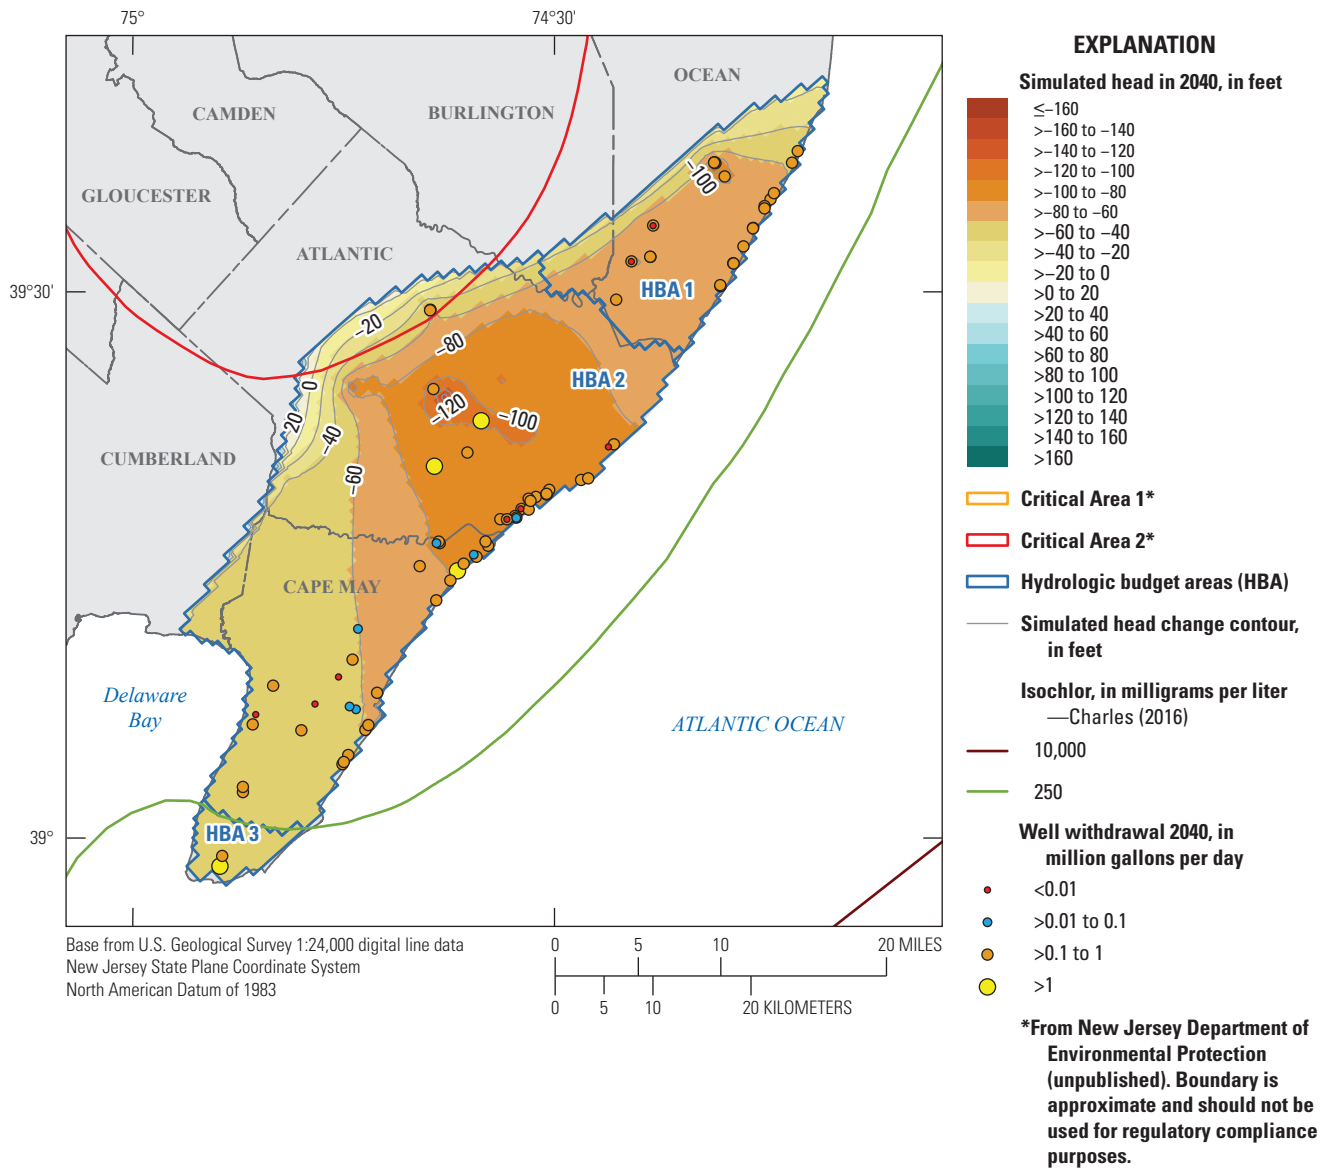 75°
74°30'
39°30'
39°
OCEAN
BURLINGTON
CAMDEN
GLOUCESTER
ATLANTIC
CUMBERLAND
CAPE MAY
Delaware
Bay
ATLANTIC OCEAN
HBA 1
HBA 2
HBA 3
−100
−20
−80
0
20
−40
−120
−100
−60
Base from U.S. Geological Survey 1:24,000 digital line data
New Jersey State Plane Coordinate System
North American Datum of 1983
0 5 10 20 MILES
0 5 10 20 KILOMETERS
EXPLANATION
Simulated head in 2040, in feet
≤−160
>−160 to −140
>−140 to −120
>−120 to −100
>−100 to −80
>−80 to −60
>−60 to −40
>−40 to −20
>−20 to 0
>0 to 20
>20 to 40
>40 to 60
>60 to 80
>80 to 100
>100 to 120
>120 to 140
>140 to 160
>160
Critical Area 1*
Critical Area 2*
Hydrologic budget areas (HBA)
Simulated head change contour,
in feet
Isochlor, in milligrams per liter
—Charles (2016)
10,000
250
Well withdrawal 2040, in
million gallons per day
<0.01
>0.01 to 0.1
>0.1 to 1
>1
*From New Jersey Department of
Environmental Protection
(unpublished). Boundary is
approximate and should not be
used for regulatory compliance
purposes.